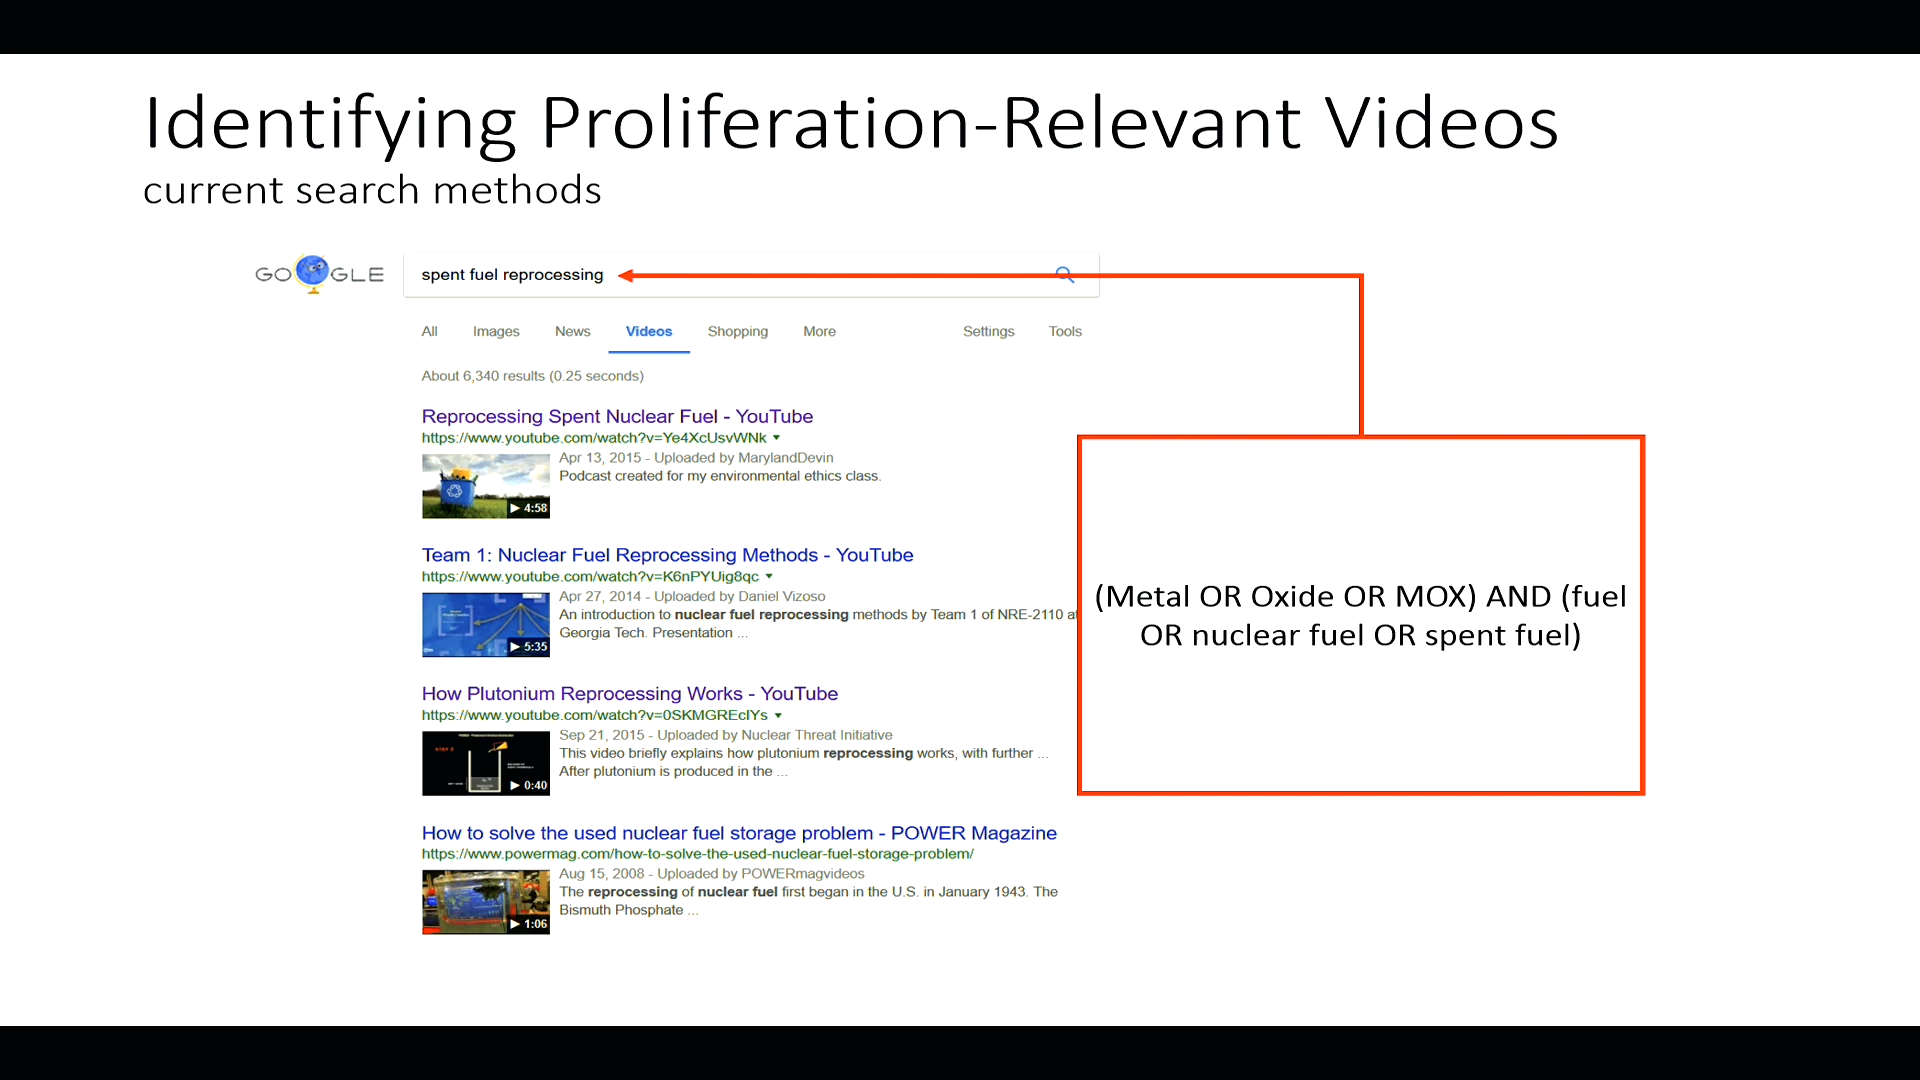 Identifying Proliferation-Relevant Videos
current search methods
GOOGLE
spent fuel reprocessing
All Images News Videos Shopping More Settings Tools
About 6,340 results (0.25 seconds)
Reprocessing Spent Nuclear Fuel - YouTube
https://www.youtube.com/watch?v=Ye4XcUsvWNk
Apr 13, 2015 - Uploaded by MarylandDevin
Podcast created for my environmental ethics class.
4:58
Team 1: Nuclear Fuel Reprocessing Methods - YouTube
https://www.youtube.com/watch?v=K6nPYUig8qc
Apr 27, 2014 - Uploaded by Daniel Vizoso
An introduction to nuclear fuel reprocessing methods by Team 1 of NRE-2110 at
Georgia Tech. Presentation ...
5:35
How Plutonium Reprocessing Works - YouTube
https://www.youtube.com/watch?v=0SKMGREcIYs
Sep 21, 2015 - Uploaded by Nuclear Threat Initiative
This video briefly explains how plutonium reprocessing works, with further ...
After plutonium is produced in the ...
STEP 2
0:40
How to solve the used nuclear fuel storage problem - POWER Magazine
https://www.powermag.com/how-to-solve-the-used-nuclear-fuel-storage-problem/
Aug 15, 2008 - Uploaded by POWERmagvideos
The reprocessing of nuclear fuel first began in the U.S. in January 1943. The
Bismuth Phosphate ...
1:06
(Metal OR Oxide OR MOX) AND (fuel
OR nuclear fuel OR spent fuel)